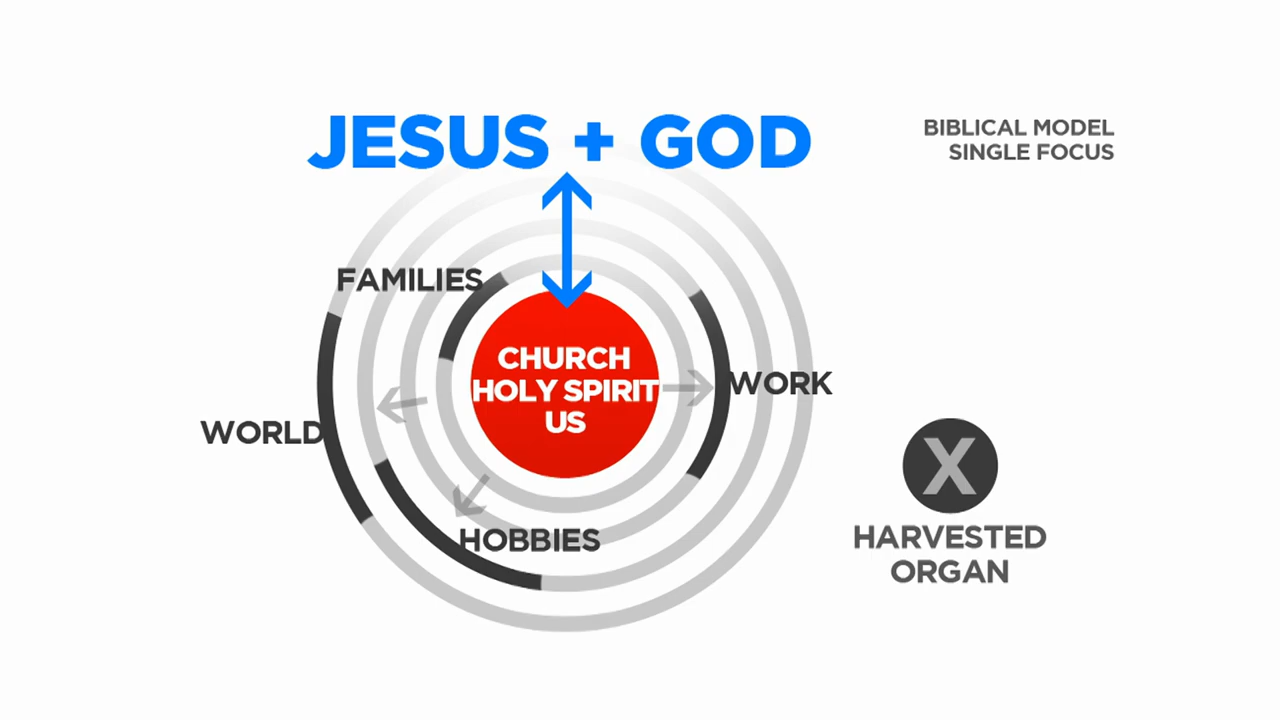 JESUS + GOD
BIBLICAL MODEL
SINGLE FOCUS
FAMILIES
CHURCH
HOLY SPIRIT
US
WORK
WORLD
HOBBIES
X
HARVESTED
ORGAN